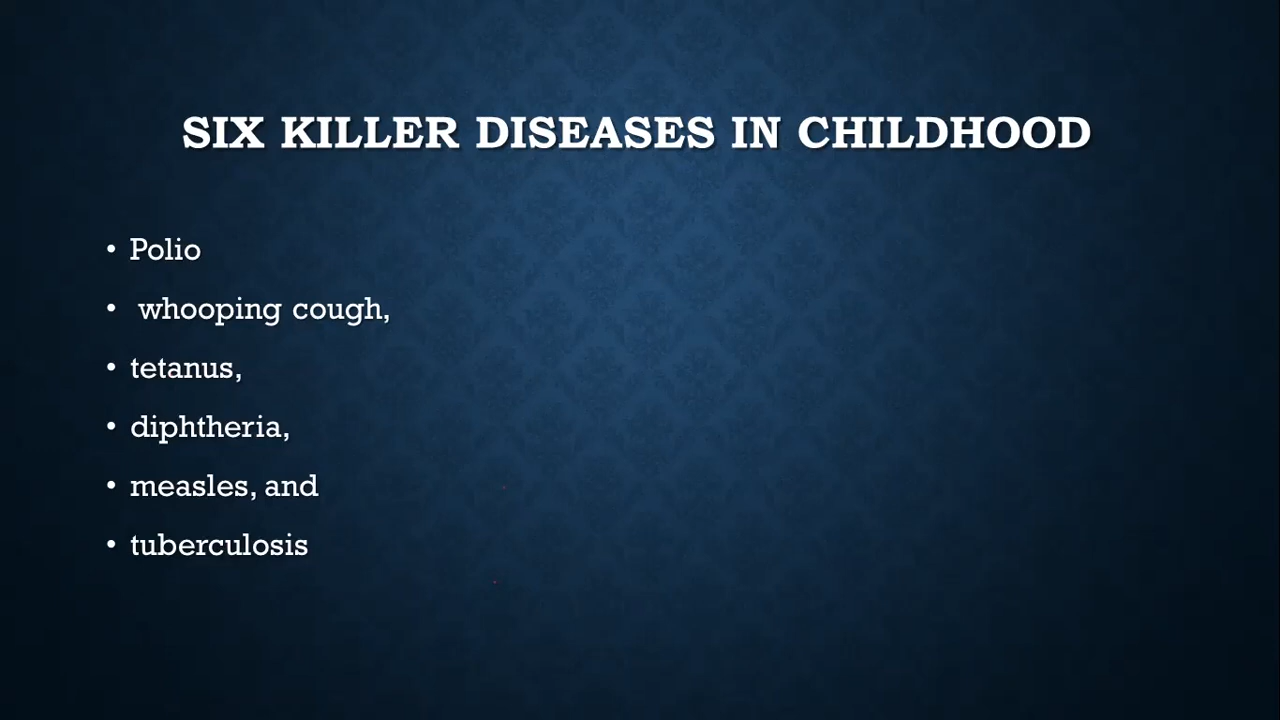 SIX KILLER DISEASES IN CHILDHOOD
• Polio
• whooping cough,
• tetanus,
• diphtheria,
• measles, and
• tuberculosis